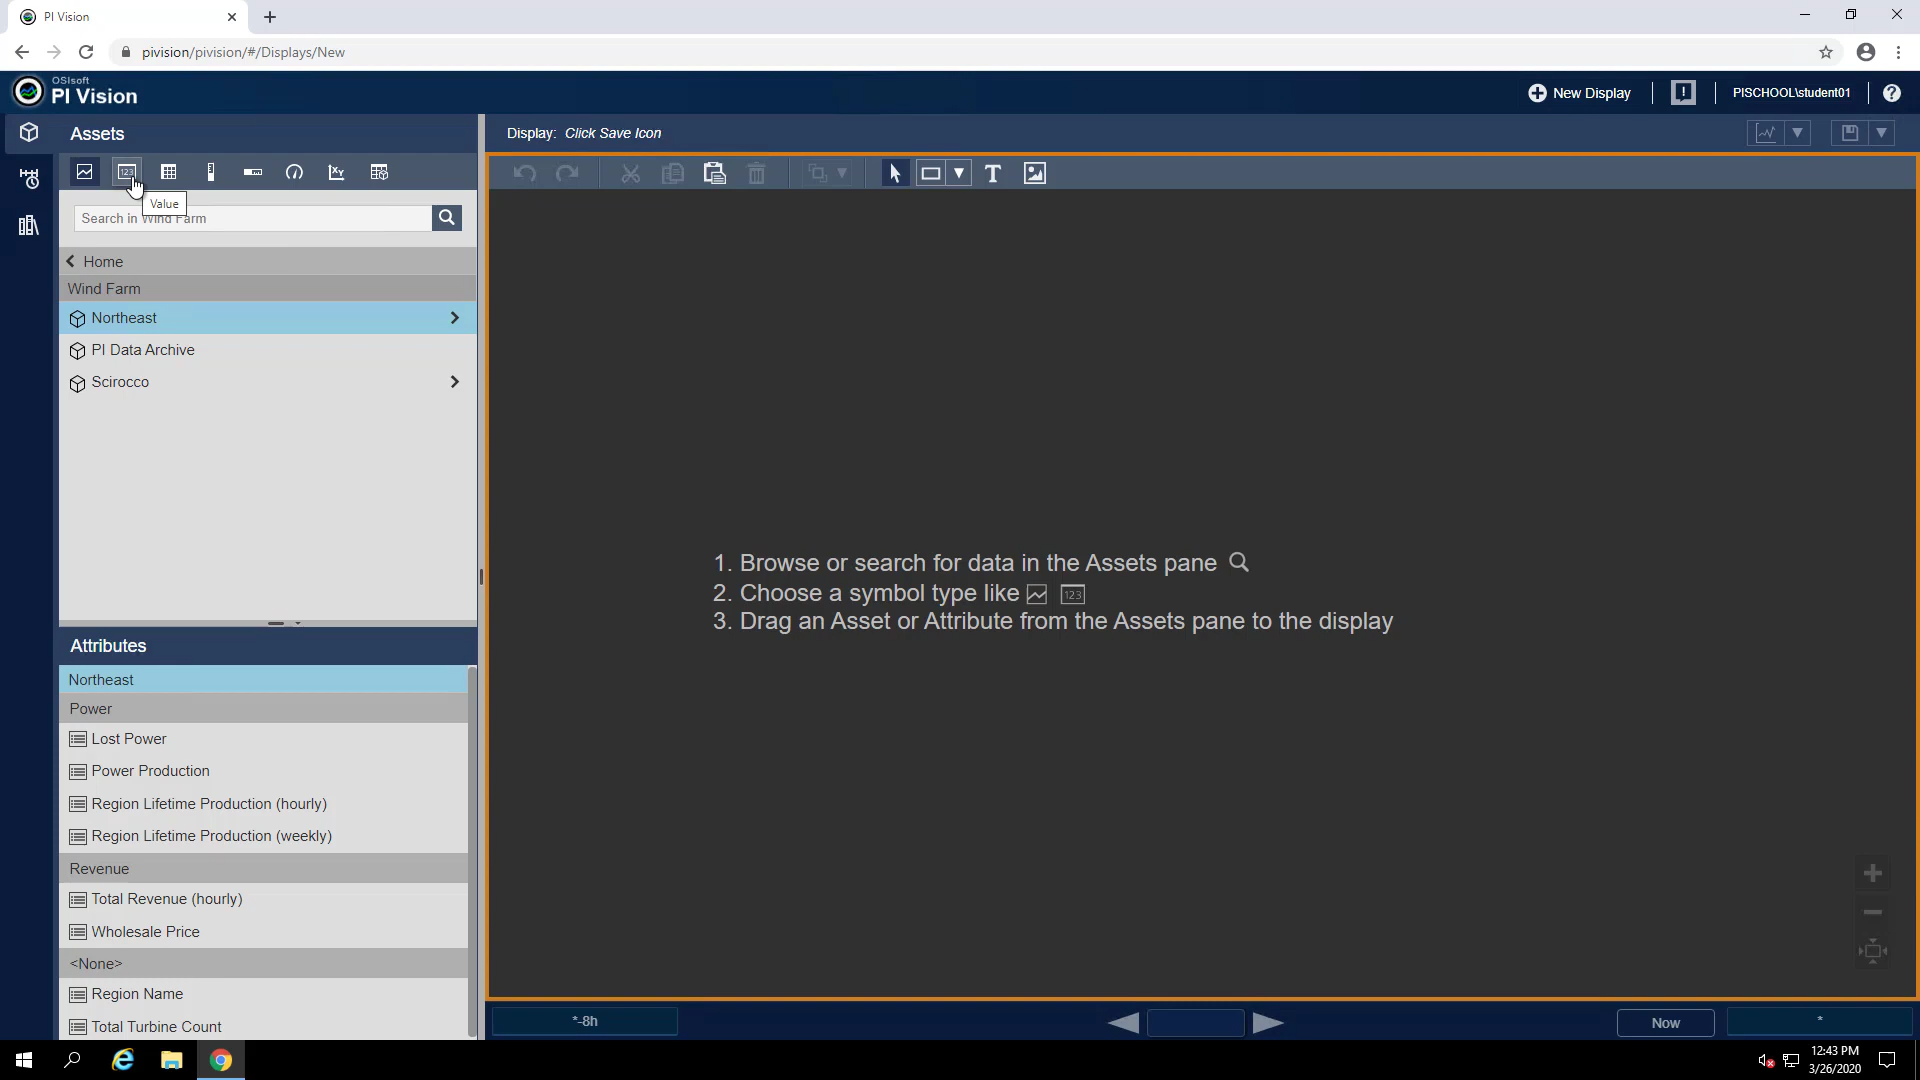 PI Vision
pivision/pivision/#/Displays/New
OSIsoft
PI Vision
New Display
PISCHOOL\student01
Assets
Display: Click Save Icon
123
Value
Search in Wind Farm
Home
Wind Farm
Northeast
PI Data Archive
Scirocco
1. Browse or search for data in the Assets pane
2. Choose a symbol type like 123
3. Drag an Asset or Attribute from the Assets pane to the display
Attributes
Northeast
Power
Lost Power
Power Production
Region Lifetime Production (hourly)
Region Lifetime Production (weekly)
Revenue
Total Revenue (hourly)
Wholesale Price
<None>
Region Name
Total Turbine Count
*-8h
Now
*
12:43 PM
3/26/2020